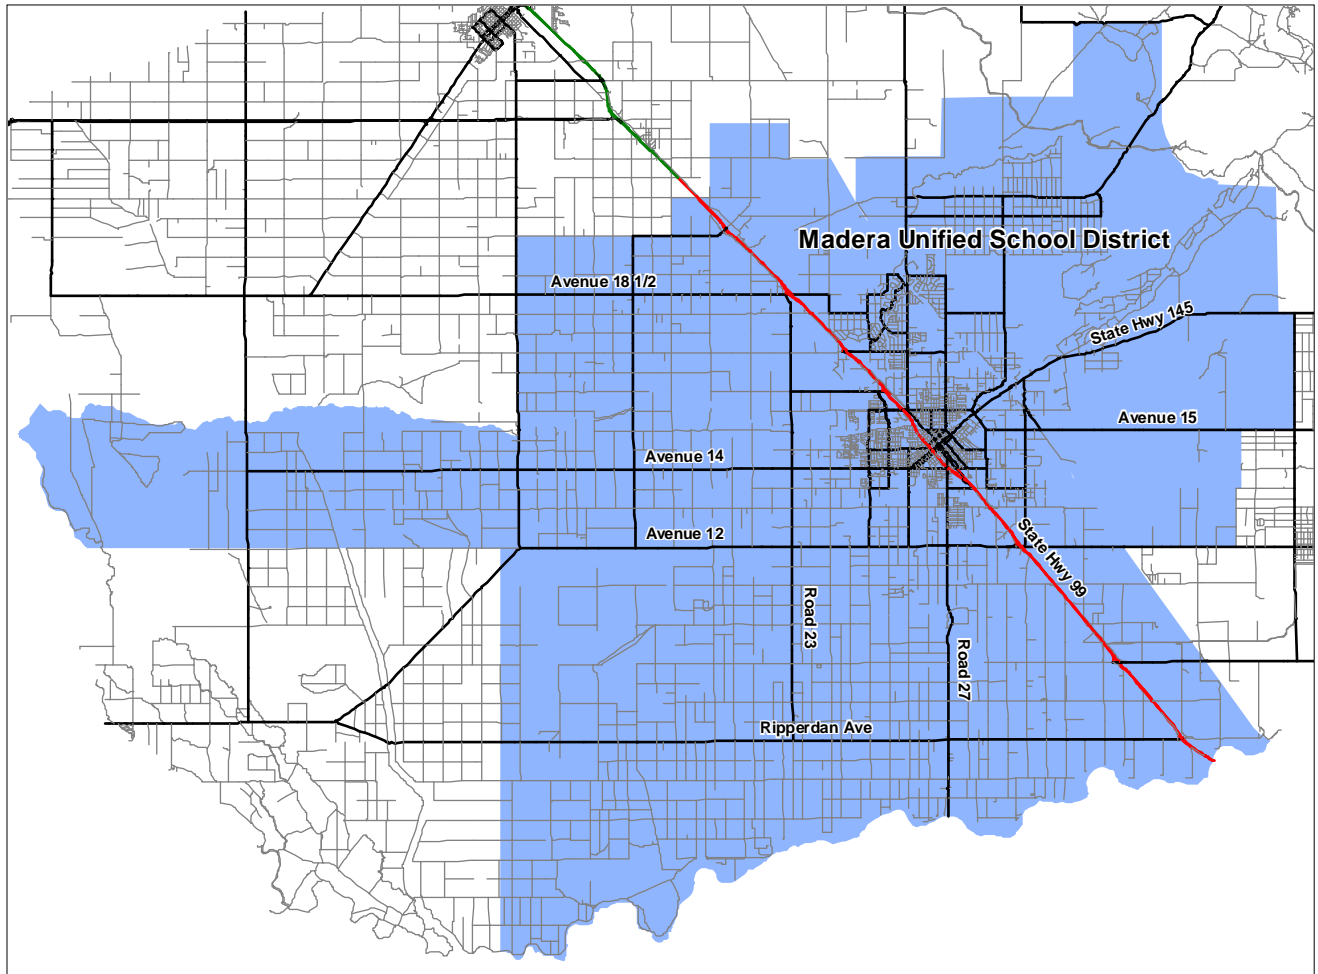 Madera Unified School District
Avenue 18 1/2
State Hwy 145
Avenue 15
Avenue 14
Avenue 12
State Hwy 99
Road 23
Road 27
Ripperdan Ave